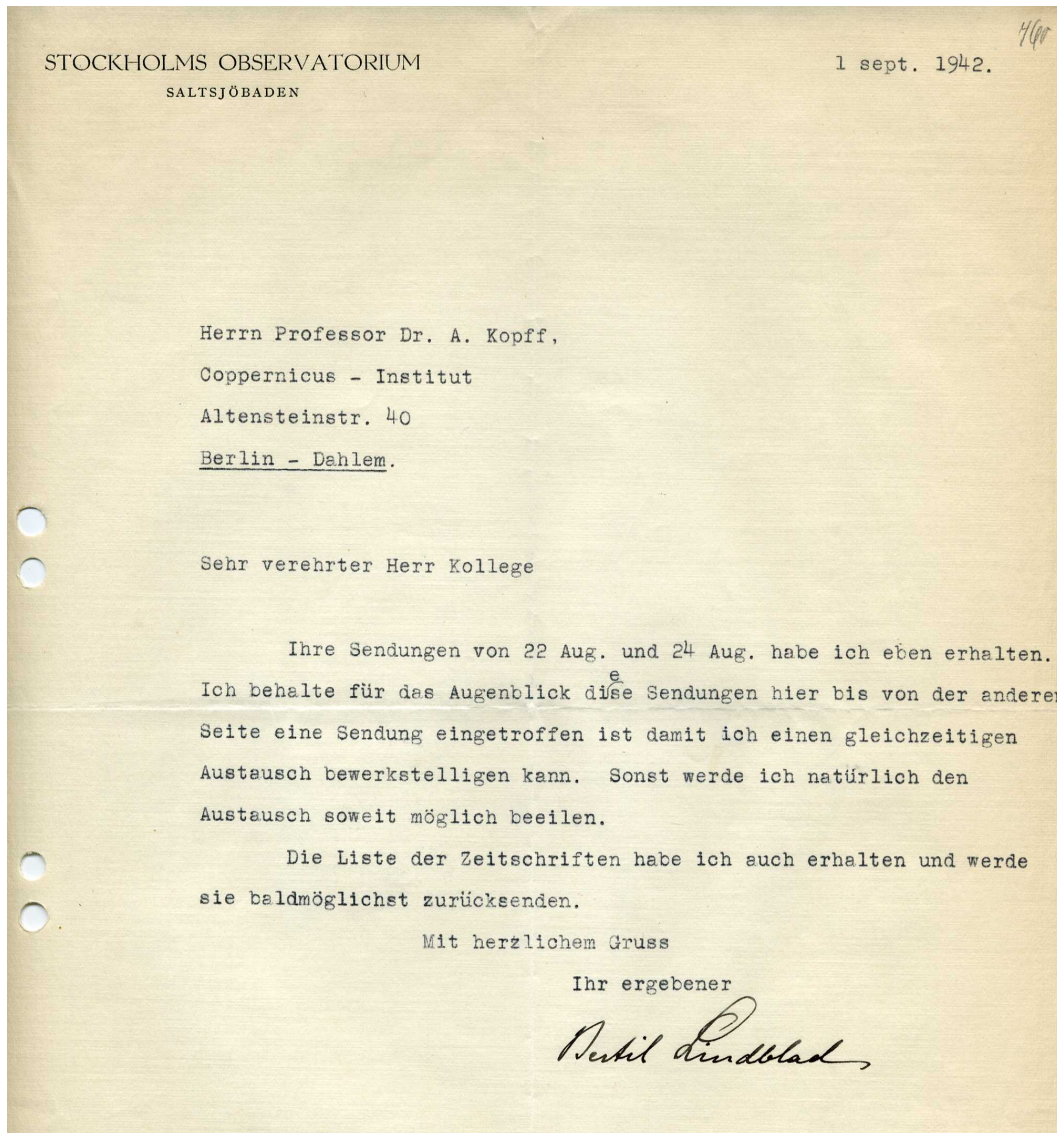 460
STOCKHOLMS OBSERVATORIUM
1 sept. 1942.
SALTSJÖBADEN
Herrn Professor Dr. A. Kopff,
Coppernicus - Institut
Altensteinstr. 40
Berlin - Dahlem.
Sehr verehrter Herr Kollege
Ihre Sendungen von 22 Aug. und 24 Aug. habe ich eben erhalten.
Ich behalte für das Augenblick diese Sendungen hier bis von der anderen
Seite eine Sendung eingetroffen ist damit ich einen gleichzeitigen
Austausch bewerkstelligen kann. Sonst werde ich natürlich den
Austausch soweit möglich beeilen.
Die Liste der Zeitschriften habe ich auch erhalten und werde
sie baldmöglichst zurücksenden.
Mit herzlichem Gruss
Ihr ergebener
Bertil Lindblad